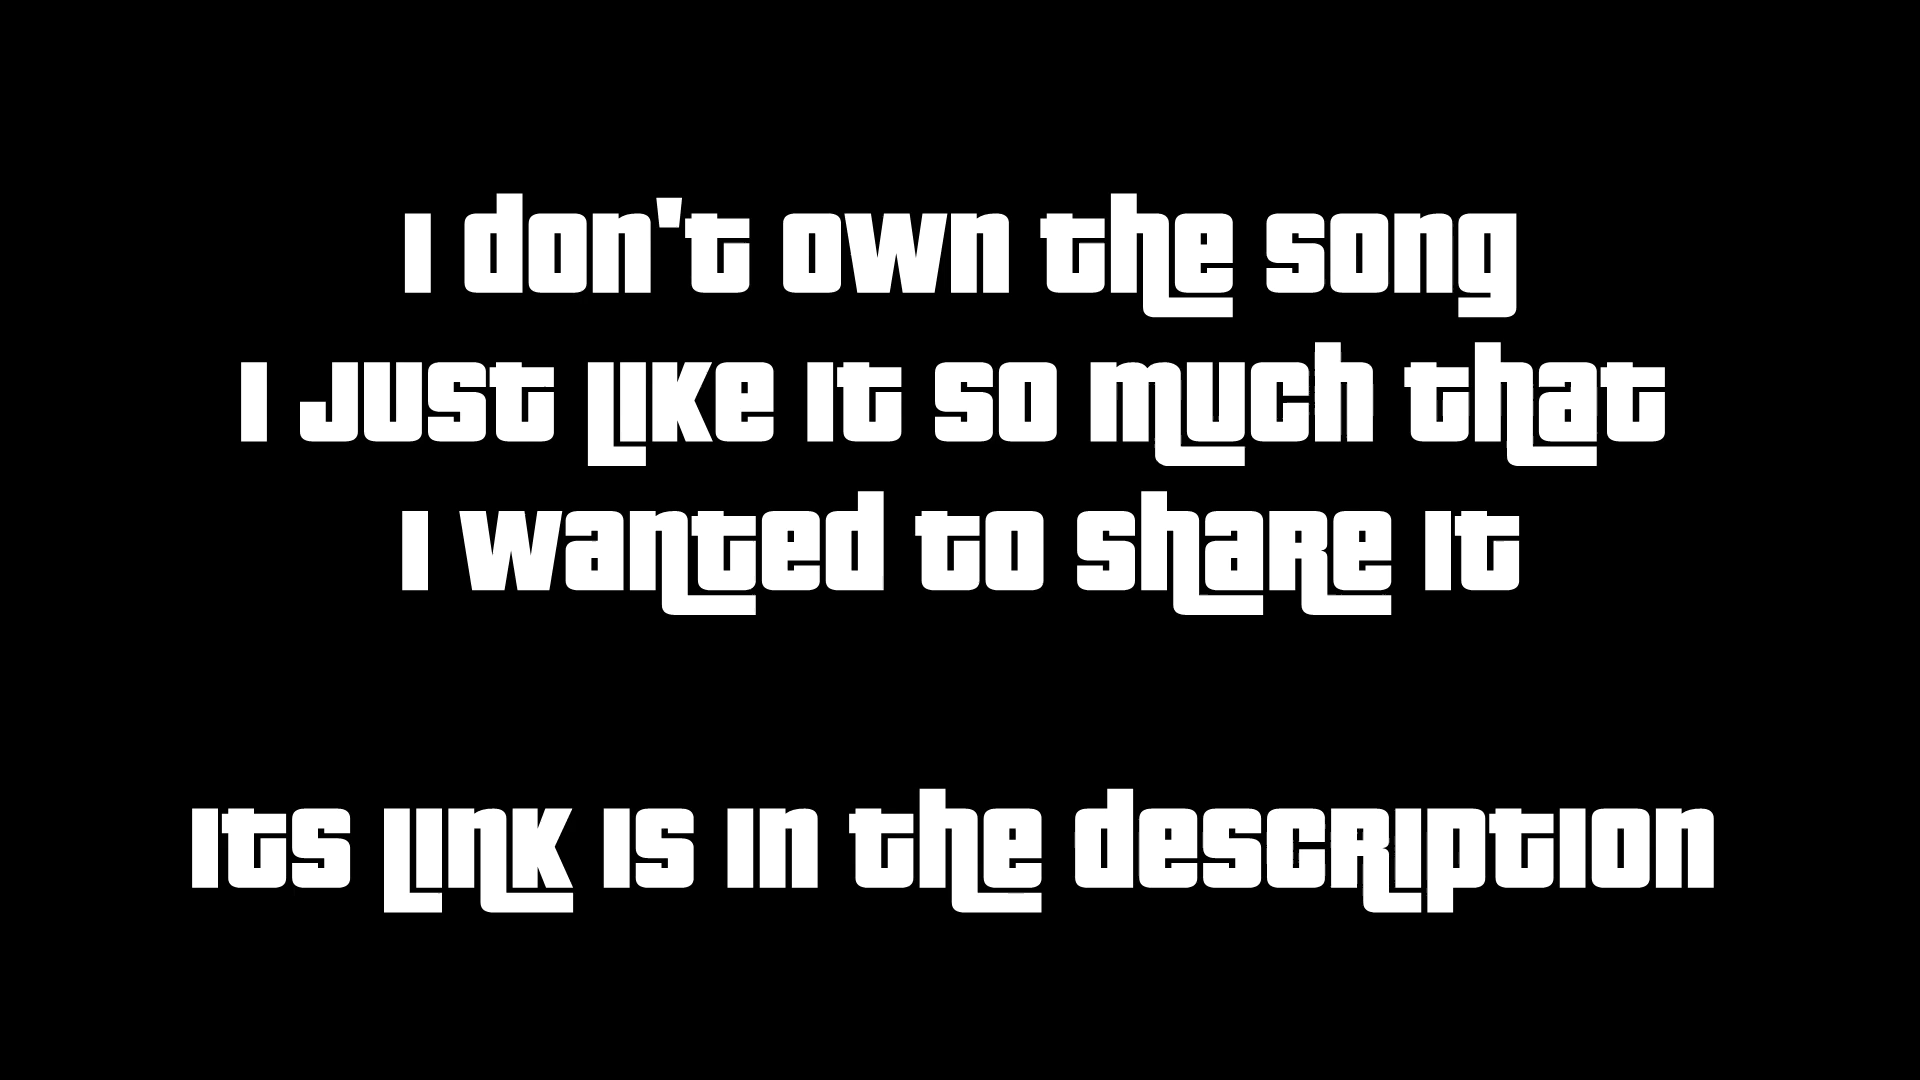 I don't own the song
I just like it so much that
I wanted to share it
Its link is in the description